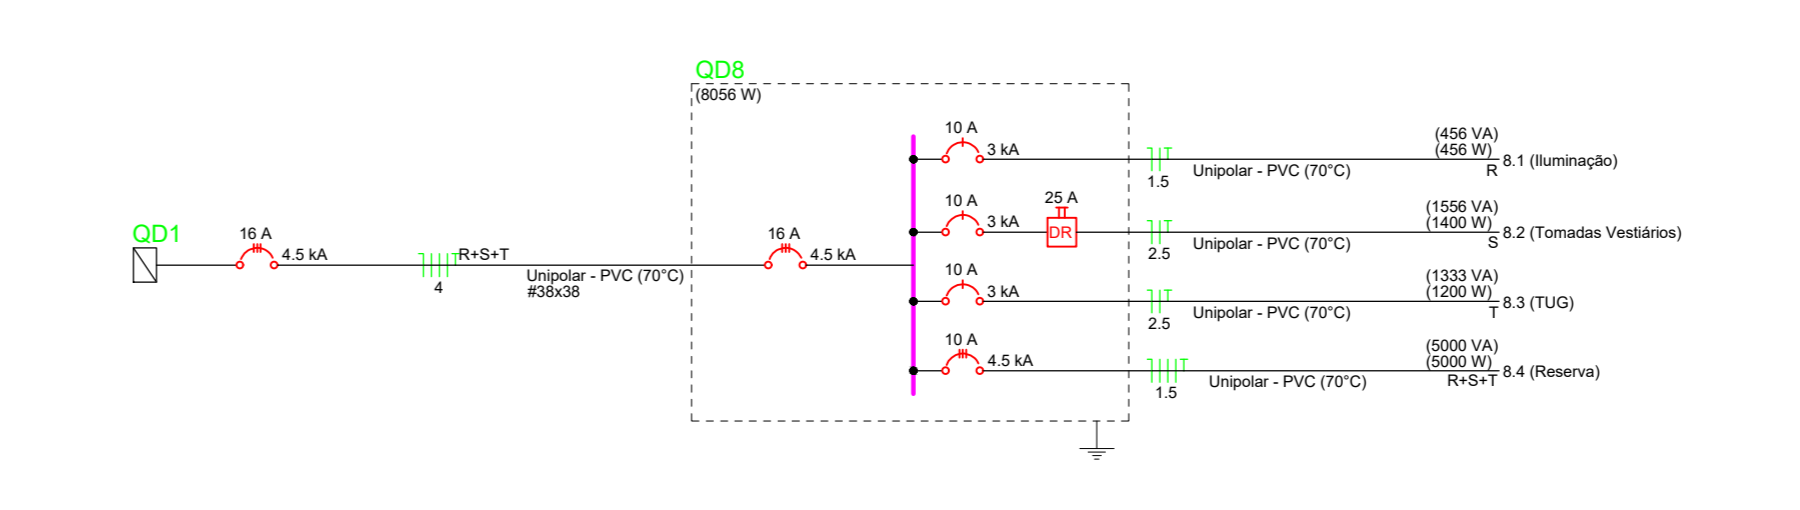 QD8
(8056 W)
10 A
3 kA
1.5
Unipolar - PVC (70°C)
(456 VA)
(456 W)
R
8.1 (Iluminação)
QD1
16 A
4.5 kA
R+S+T
4
Unipolar - PVC (70°C)
#38x38
16 A
4.5 kA
10 A
3 kA
25 A
DR
2.5
Unipolar - PVC (70°C)
(1556 VA)
(1400 W)
S
8.2 (Tomadas Vestiários)
10 A
3 kA
2.5
Unipolar - PVC (70°C)
(1333 VA)
(1200 W)
T
8.3 (TUG)
10 A
4.5 kA
1.5
Unipolar - PVC (70°C)
(5000 VA)
(5000 W)
R+S+T
8.4 (Reserva)